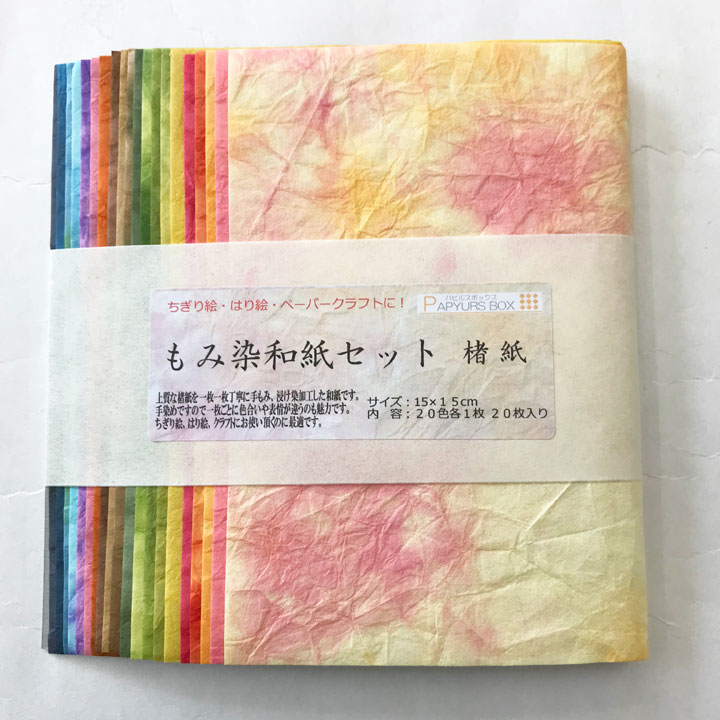 ちぎり絵・はり絵・ペーパークラフトに！
パピルスボックス
PAPYURS BOX
もみ染和紙セット 楮紙
上質な楮紙を一枚一枚丁寧に手もみ、浸け染加工した和紙です。
手染めですので一枚ごとに色合いや表情が違うのも魅力です。
ちぎり絵、はり絵、クラフトにお使い頂くのに最適です。
サイズ：15×15cm
内　容：２０色各１枚 ２０枚入り